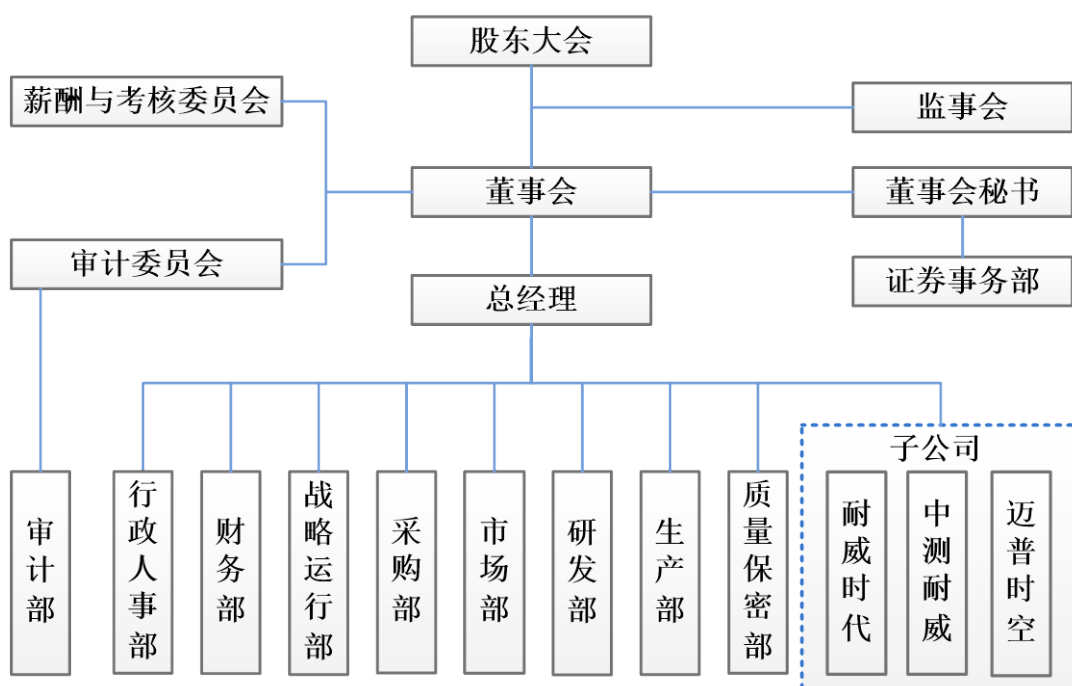 股东大会
薪酬与考核委员会
监事会
董事会
董事会秘书
审计委员会
证券事务部
总经理
子公司
审计部
行政人事部
财务部
战略运行部
采购部
市场部
研发部
生产部
质量保密部
耐威时代
中测耐威
迈普时空